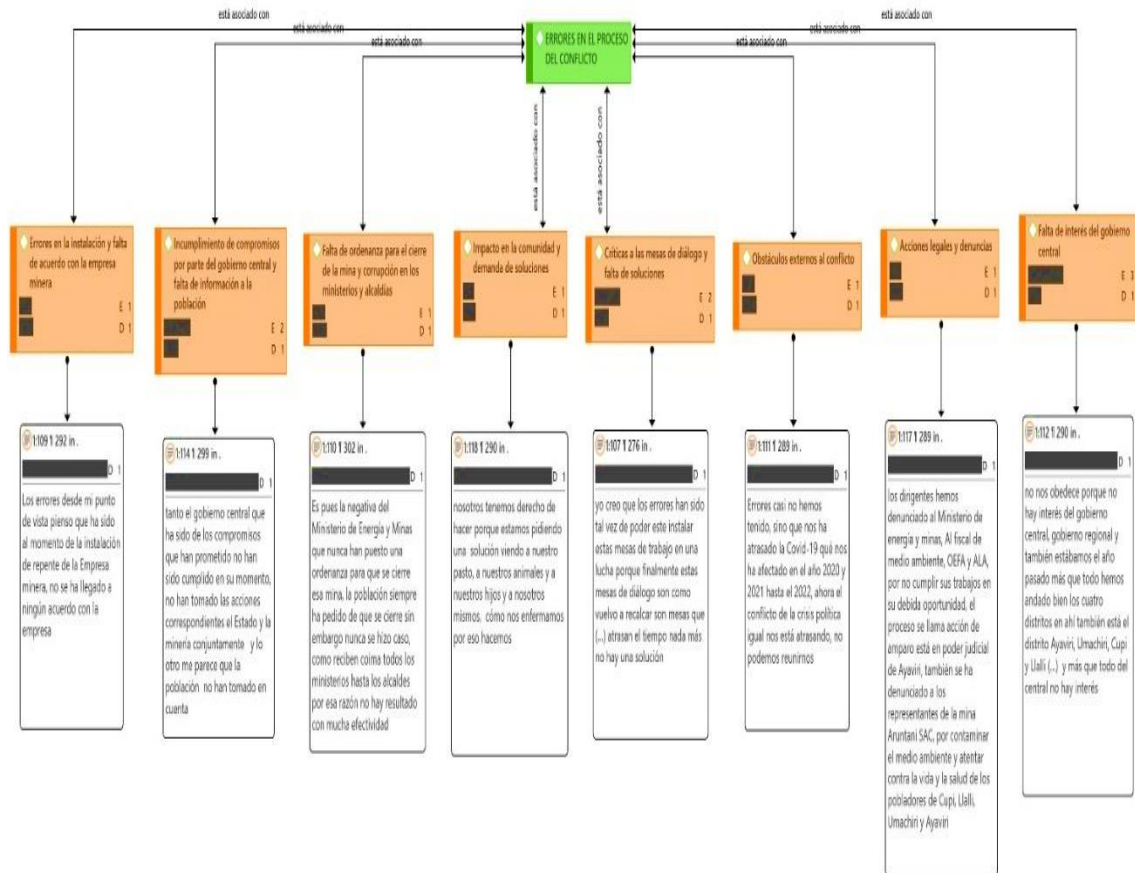 está asociado con
está asociado con
está asociado con
está asociado con
está asociado con
está asociado con
está asociado con
está asociado con
ERRORES EN EL PROCESO
DEL CONFLICTO
Errores en la instalación y falta
de acuerdo con la empresa
minera
E 1
D 1
Incumplimiento de compromisos
por parte del gobierno central y
falta de información a la
población
E 2
D 1
Falta de ordenanza para el cierre
de la mina y corrupción en los
ministerios y alcaldías
E 1
D 1
Impacto en la comunidad y
demanda de soluciones
E 1
D 1
Críticas a las mesas de diálogo y
falta de soluciones
E 2
D 1
Obstáculos externos al conflicto
E 1
D 1
Acciones legales y denuncias
E 1
D 1
Falta de interés del gobierno
central
E 3
D 1
1:109 ¶ 292 in .
D 1
Los errores desde mi punto
de vista pienso que ha sido
al momento de la instalación
de repente de la Empresa
minera, no se ha llegado a
ningún acuerdo con la
empresa
1:114 ¶ 299 in .
D 1
tanto el gobierno central que
ha sido de los compromisos
que han prometido no han
sido cumplido en su momento,
no han tomado las acciones
correspondientes el Estado y la
minería conjuntamente y lo
otro me parece que la
población no han tomado en
cuenta
1:110 ¶ 302 in .
D 1
Es pues la negativa del
Ministerio de Energía y Minas
que nunca han puesto una
ordenanza para que se cierre
esa mina, la población siempre
ha pedido de que se cierre sin
embargo nunca se hizo caso,
como reciben coima todos los
ministerios hasta los alcaldes
por esa razón no hay resultado
con mucha efectividad
1:118 ¶ 290 in .
D 1
nosotros tenemos derecho de
hacer porque estamos pidiendo
una solución viendo a nuestro
pasto, a nuestros animales y a
nuestros hijos y a nosotros
mismos, cómo nos enfermamos
por eso hacemos
1:107 ¶ 276 in .
D 1
yo creo que los errores han sido
tal vez de poder este instalar
estas mesas de trabajo en una
lucha porque finalmente estas
mesas de diálogo son como
vuelvo a recalcar son mesas que
(...) atrasan el tiempo nada más
no hay una solución
1:111 ¶ 289 in .
D 1
Errores casi no hemos
tenido, sino que nos ha
atrasado la Covid-19 qué nos
ha afectado en el año 2020 y
2021 hasta el 2022, ahora el
conflicto de la crisis política
igual nos está atrasando, no
podemos reunirnos
1:117 ¶ 289 in .
D 1
los dirigentes hemos
denunciado al Ministerio de
energía y minas, Al fiscal de
medio ambiente, OEFA y ALA,
por no cumplir sus trabajos en
su debida oportunidad, el
proceso se llama acción de
amparo está en poder judicial
de Ayaviri, también se ha
denunciado a los
representantes de la mina
Aruntani SAC, por contaminar
el medio ambiente y atentar
contra la vida y la salud de los
pobladores de Cupi, Llalli,
Umachiri y Ayaviri
1:112 ¶ 290 in .
D 1
no nos obedece porque no
hay interés del gobierno
central, gobierno regional y
también estábamos el año
pasado más que todo hemos
andado bien los cuatro
distritos en ahí también está el
distrito Ayaviri, Umachiri, Cupi
y Llalli (...) y más que todo del
central no hay interés